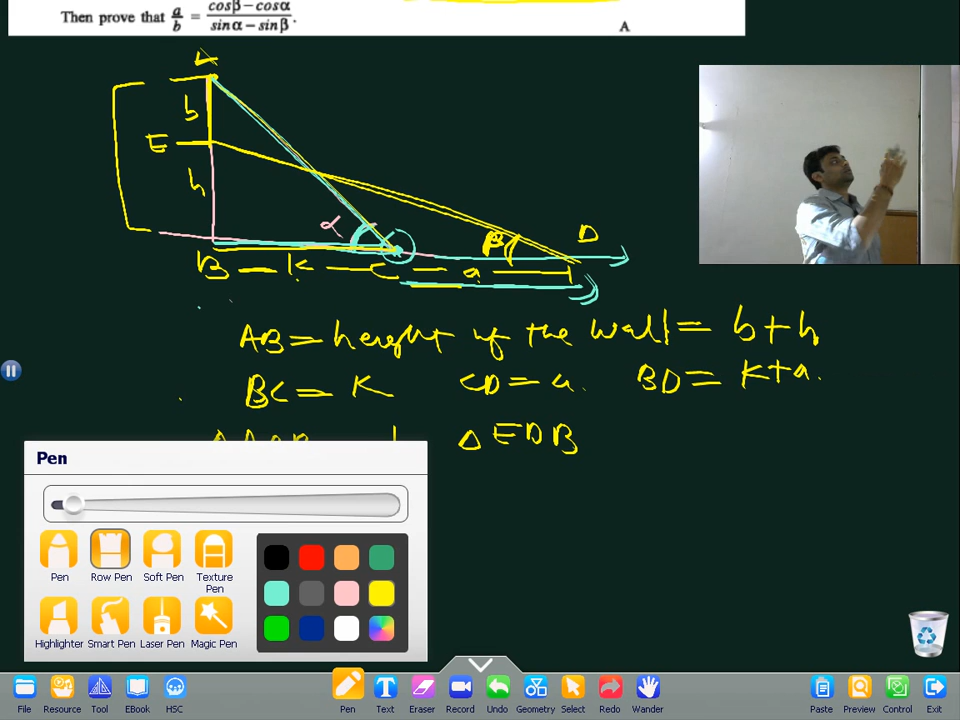 Then prove that a/b = (cosβ – cosα)/(sinα – sinβ).
A
A
b
E
h
α
β
D
B – K – C – a
AB = height of the wall = b + h
BC = K CD = a. BD = K + a.
Δ EDB
Pen
Pen Row Pen Soft Pen Texture Pen
Highlighter Smart Pen Laser Pen Magic Pen
File Resource Tool EBook HSC Pen Text Eraser Record Undo Geometry Select Redo Wander Paste Preview Control Exit